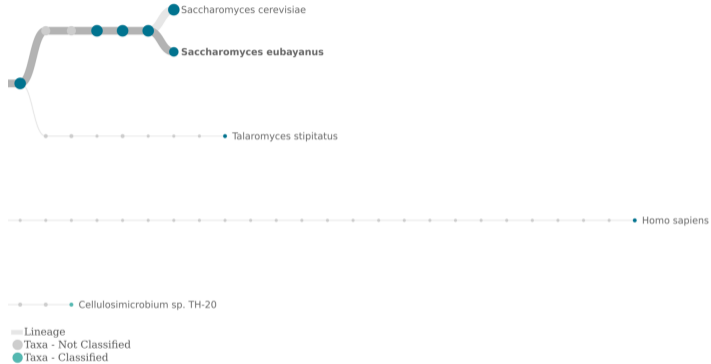 Saccharomyces cerevisiae
Saccharomyces eubayanus
Talaromyces stipitatus
Homo sapiens
Cellulosimicrobium sp. TH-20
Lineage
Taxa - Not Classified
Taxa - Classified